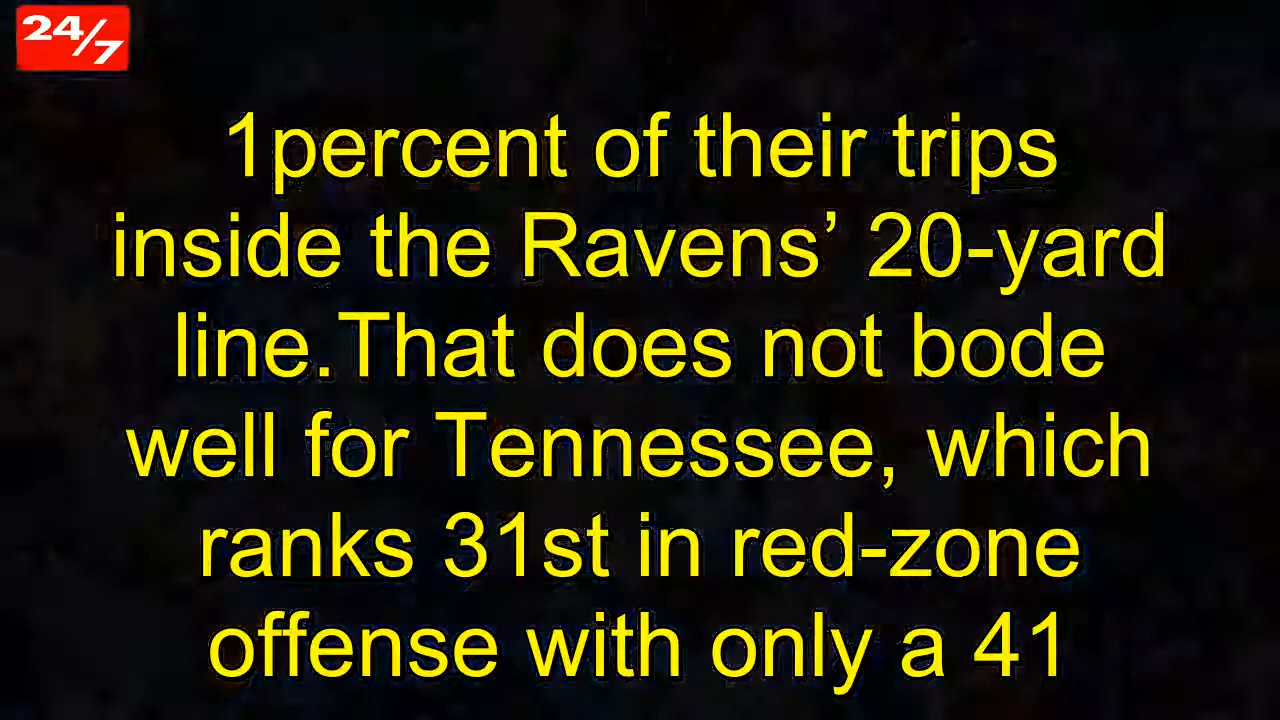 24/7
1percent of their trips
inside the Ravens’ 20-yard
line.That does not bode
well for Tennessee, which
ranks 31st in red-zone
offense with only a 41